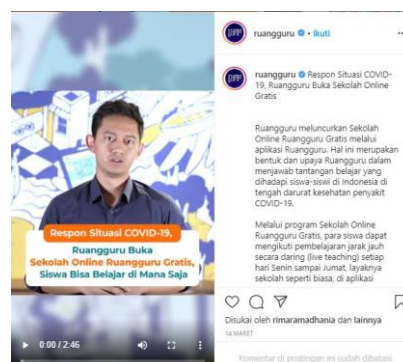 ruangguru • Ikuti
ruangguru Respon Situasi COVID-
19, Ruangguru Buka Sekolah Online
Gratis
Ruangguru meluncurkan Sekolah
Online Ruangguru Gratis melalui
aplikasi Ruangguru. Hal ini merupakan
bentuk dan upaya Ruangguru dalam
menjawab tantangan belajar yang
dihadapi siswa-siswi di Indonesia di
tengah darurat kesehatan penyakit
COVID-19.
Melalui program Sekolah Online
Ruangguru Gratis, para siswa dapat
mengikuti pembelajaran jarak jauh
secara daring (live teaching) setiap
hari Senin sampai Jumat, layaknya
sekolah seperti biasa, di aplikasi
Respon Situasi COVID-19,
Ruangguru Buka
Sekolah Online Ruangguru Gratis,
Siswa Bisa Belajar di Mana Saja
0:00 / 2:46
Disukai oleh rimaramadhania dan lainnya
14 MARET
Komentar di postingan ini sudah dibatasi.